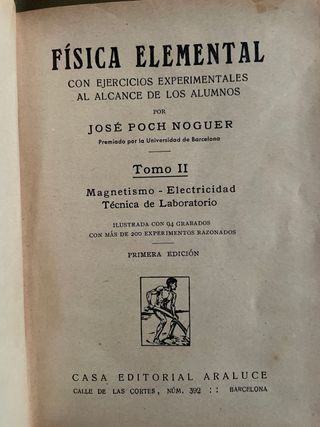 FÍSICA ELEMENTAL
CON EJERCICIOS EXPERIMENTALES
AL ALCANCE DE LOS ALUMNOS
POR
JOSÉ POCH NOGUER
Premiado por la Universidad de Barcelona
Tomo II
Magnetismo - Electricidad
Técnica de Laboratorio
ILUSTRADA CON 94 GRABADOS
CON MÁS DE 200 EXPERIMENTOS RAZONADOS
PRIMERA EDICIÓN
CASA EDITORIAL ARALUCE
CALLE DE LAS CORTES, NÚM. 392 :: BARCELONA